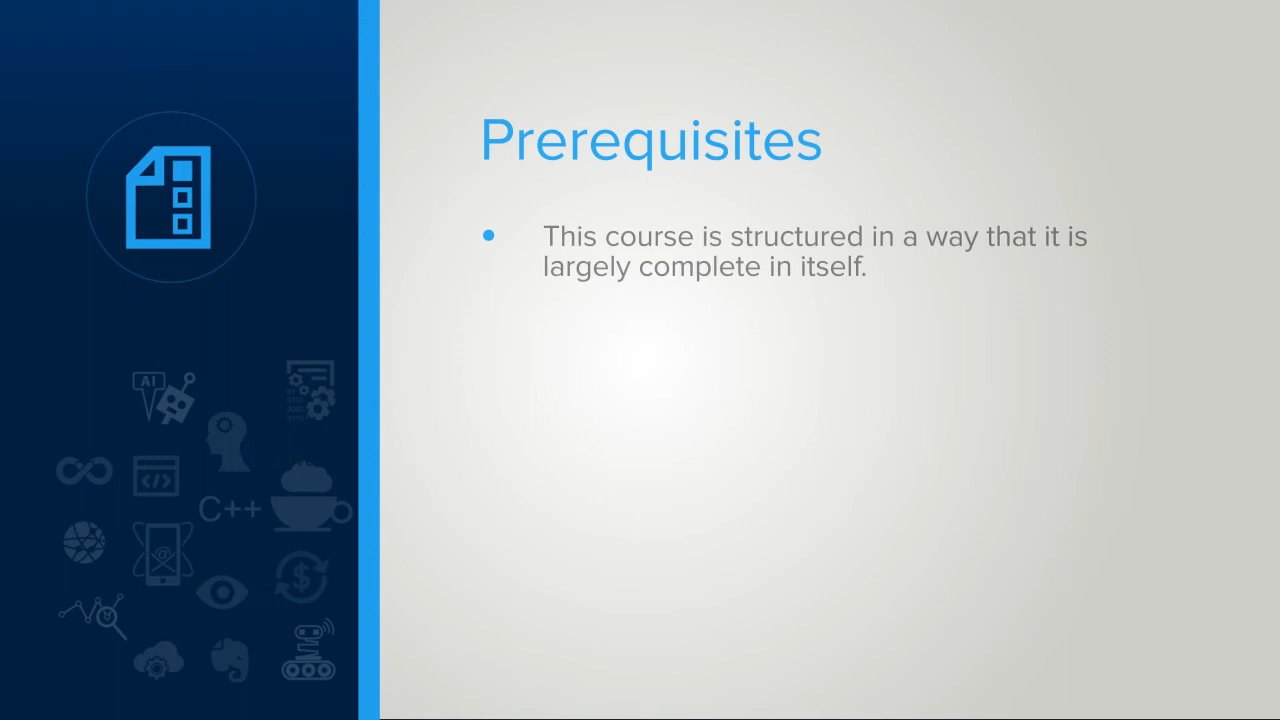 Prerequisites
This course is structured in a way that it is
largely complete in itself.
AI
C++